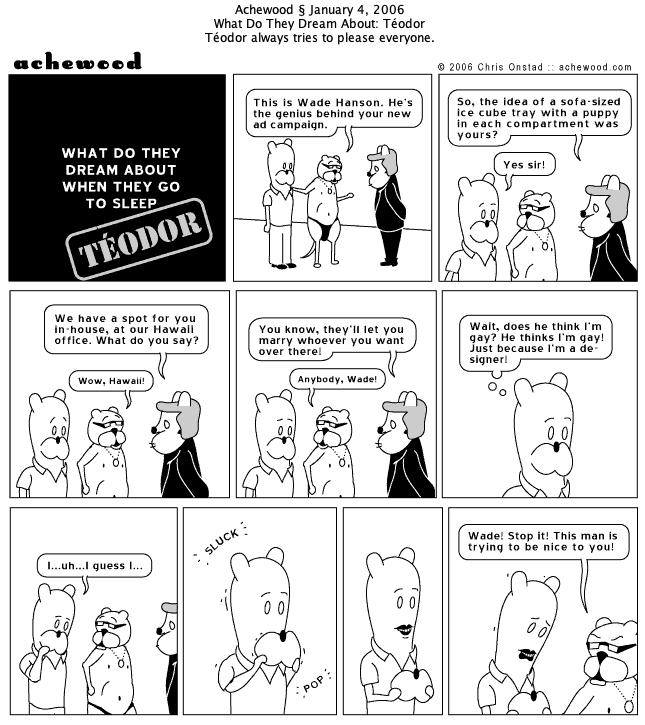 Achewood § January 4, 2006
What Do They Dream About: Téodor
Téodor always tries to please everyone.
achewood
© 2006 Chris Onstad :: achewood.com
WHAT DO THEY
DREAM ABOUT
WHEN THEY GO
TO SLEEP
TÉODOR
This is Wade Hanson. He's
the genius behind your new
ad campaign.
So, the idea of a sofa-sized
ice cube tray with a puppy
in each compartment was
yours?
Yes sir!
We have a spot for you
in-house, at our Hawaii
office. What do you say?
Wow, Hawaii!
You know, they'll let you
marry whoever you want
over there!
Anybody, Wade!
Wait, does he think I'm
gay? He thinks I'm gay!
Just because I'm a de-
signer!
I...uh...I guess I...
SLUCK
POP
Wade! Stop it! This man is
trying to be nice to you!